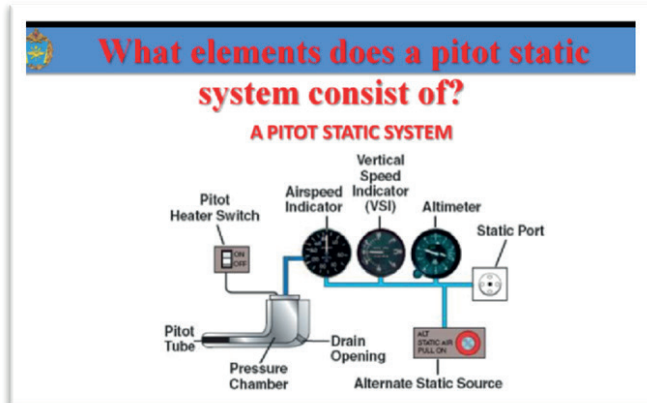 What elements does a pitot static
system consist of?
A PITOT STATIC SYSTEM
Pitot
Heater Switch
Airspeed
Indicator
Vertical
Speed
Indicator
(VSI)
Altimeter
Static Port
ON
OFF
Pitot
Tube
Pressure
Chamber
Drain
Opening
ALT
STATIC AIR
PULL ON
Alternate Static Source